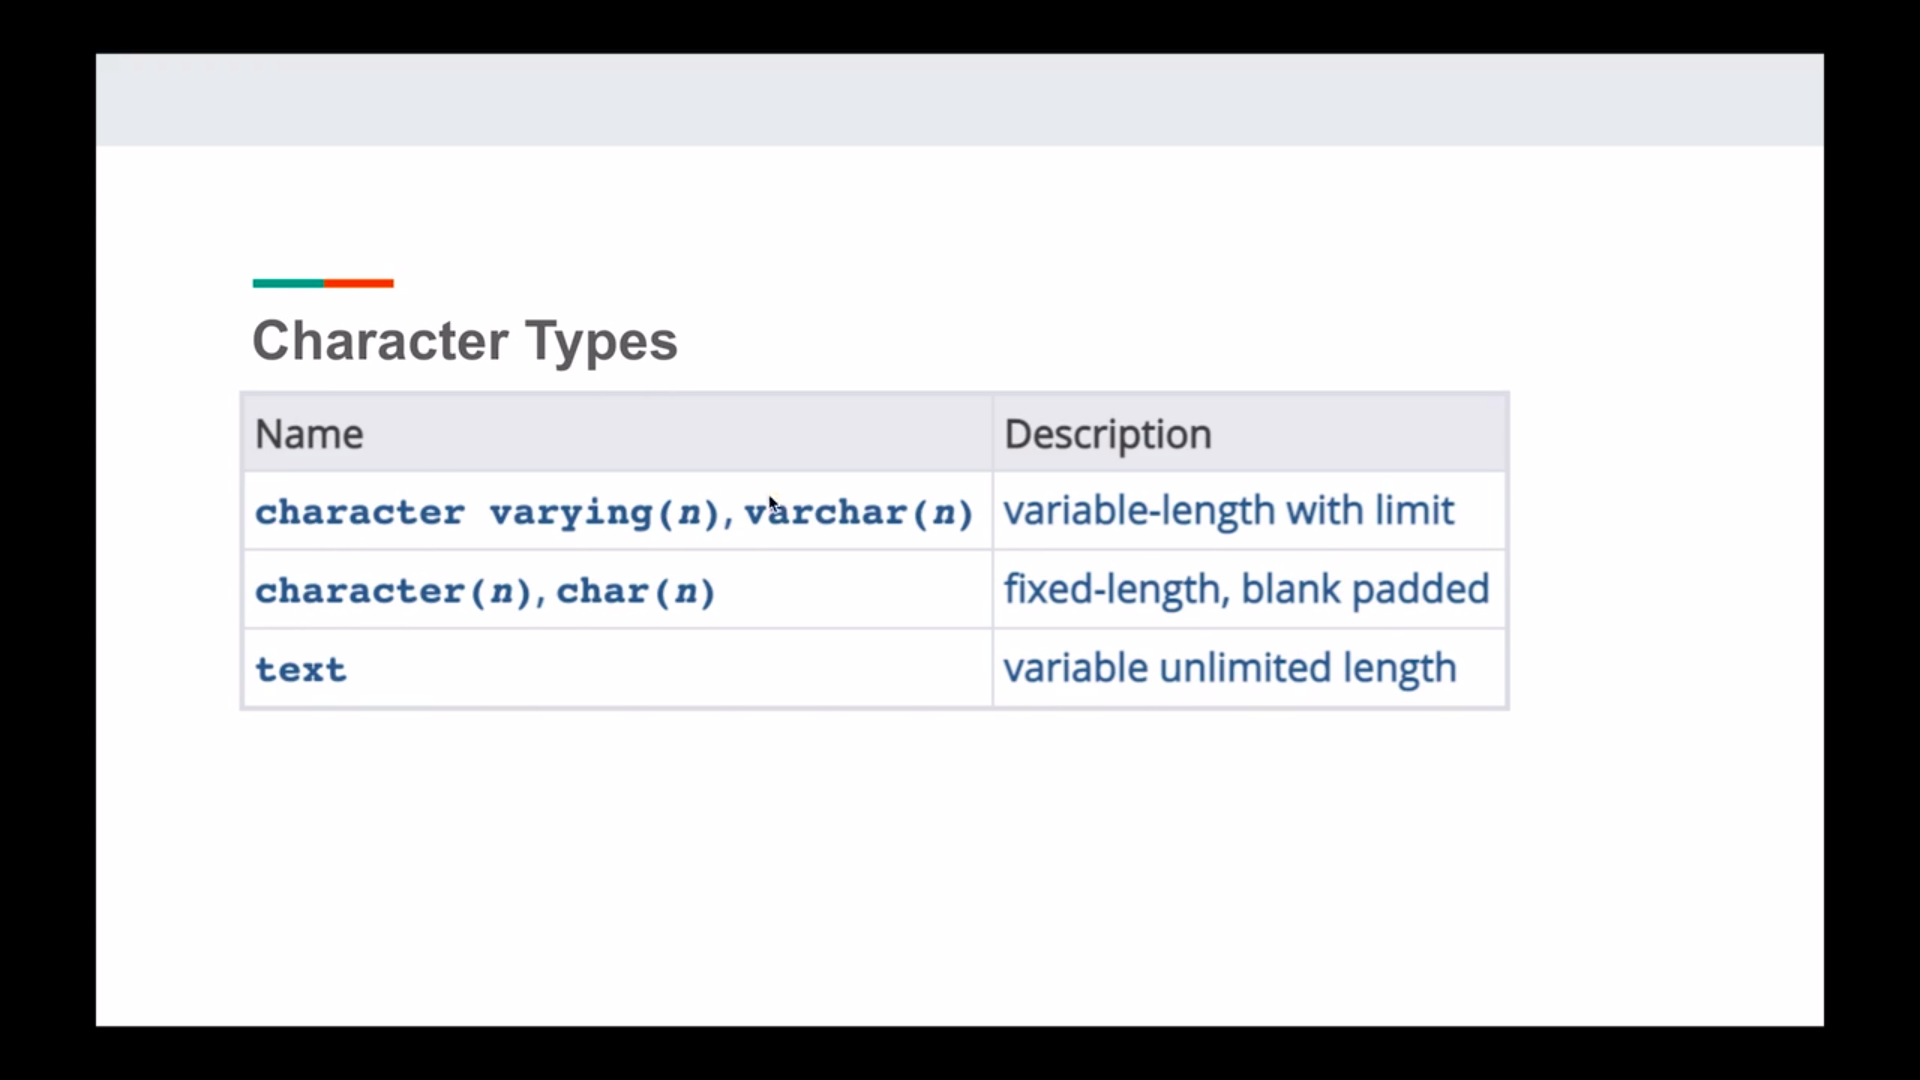 Character Types
Name Description
character varying(n), varchar(n) variable-length with limit
character(n), char(n) fixed-length, blank padded
text variable unlimited length